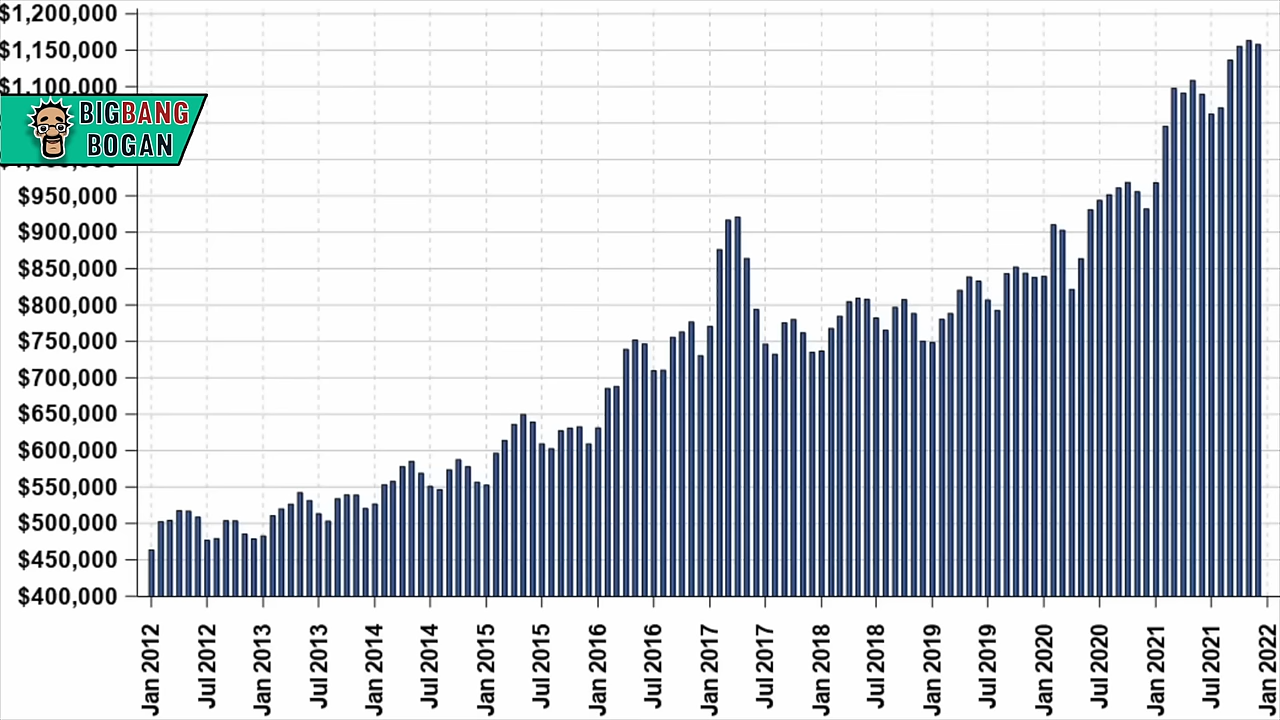 $1,200,000
$1,150,000
$1,100,000
BIGBANG
BOGAN
$950,000
$900,000
$850,000
$800,000
$750,000
$700,000
$650,000
$600,000
$550,000
$500,000
$450,000
$400,000
Jan 2012
Jul 2012
Jan 2013
Jul 2013
Jan 2014
Jul 2014
Jan 2015
Jul 2015
Jan 2016
Jul 2016
Jan 2017
Jul 2017
Jan 2018
Jul 2018
Jan 2019
Jul 2019
Jan 2020
Jul 2020
Jan 2021
Jul 2021
Jan 2022